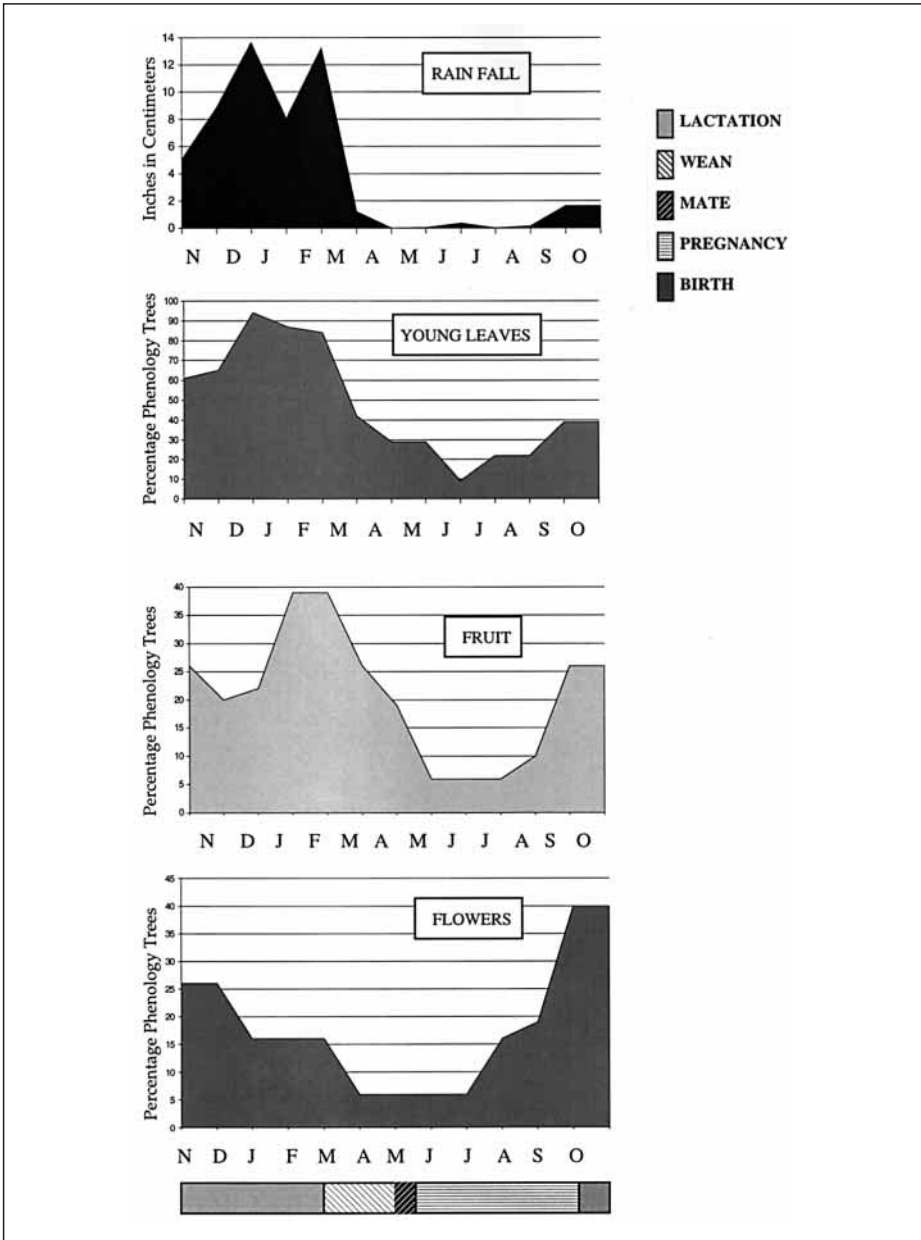 14
12
10
8
6
4
2
0
Inches in Centimeters
RAIN FALL
N D J F M A M J J A S O
LACTATION
WEAN
MATE
PREGNANCY
BIRTH
100
90
80
70
60
50
40
30
20
10
0
Percentage Phenology Trees
YOUNG LEAVES
N D J F M A M J J A S O
40
35
30
25
20
15
10
5
0
Percentage Phenology Trees
FRUIT
N D J F M A M J J A S O
45
40
35
30
25
20
15
10
5
0
Percentage Phenology Trees
FLOWERS
N D J F M A M J J A S O